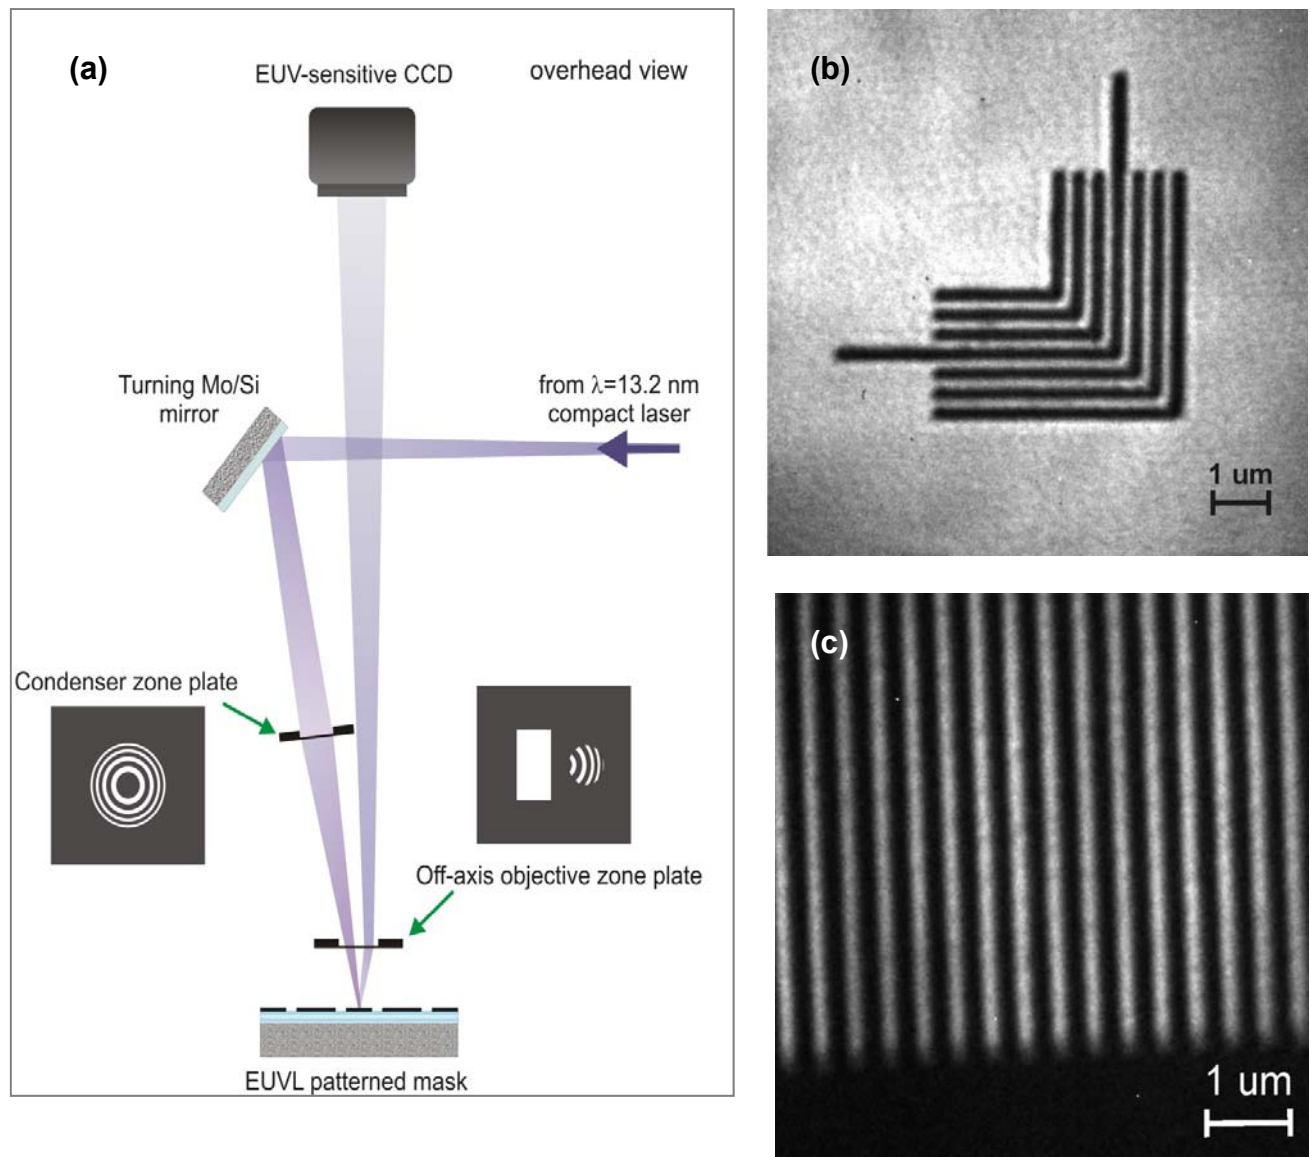 (a)
EUV-sensitive CCD
overhead view
Turning Mo/Si
mirror
from λ=13.2 nm
compact laser
Condenser zone plate
Off-axis objective zone plate
EUVL patterned mask
(b)
1 um
(c)
1 um